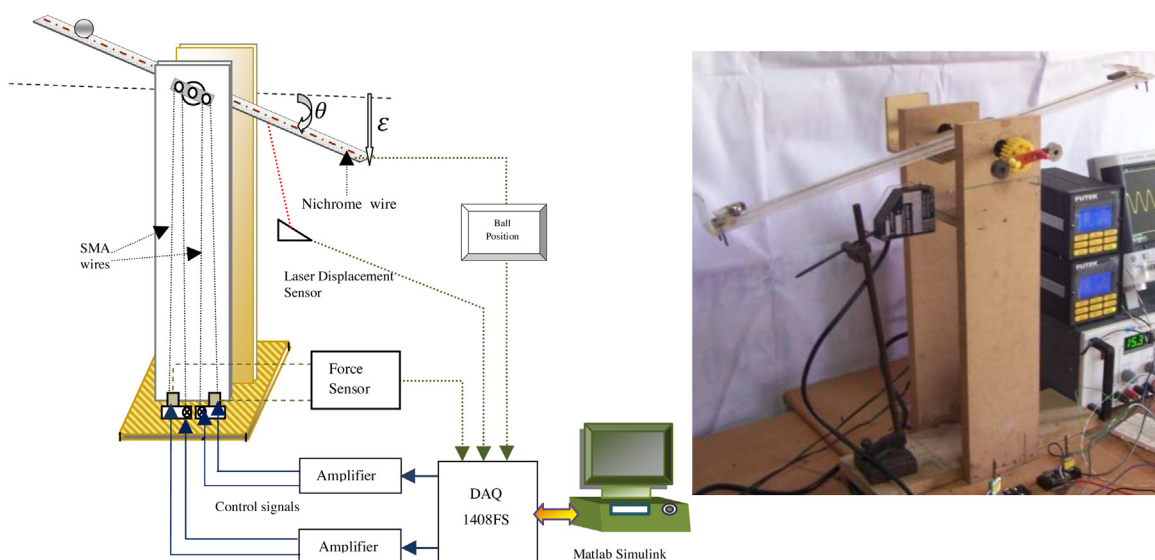 θ
ε
Nichrome wire
Ball
Position
SMA
wires
Laser Displacement
Sensor
Force
Sensor
Amplifier
Control signals
DAQ
1408FS
Amplifier
Matlab Simulink
FUTEK
FUTEK
15.3V